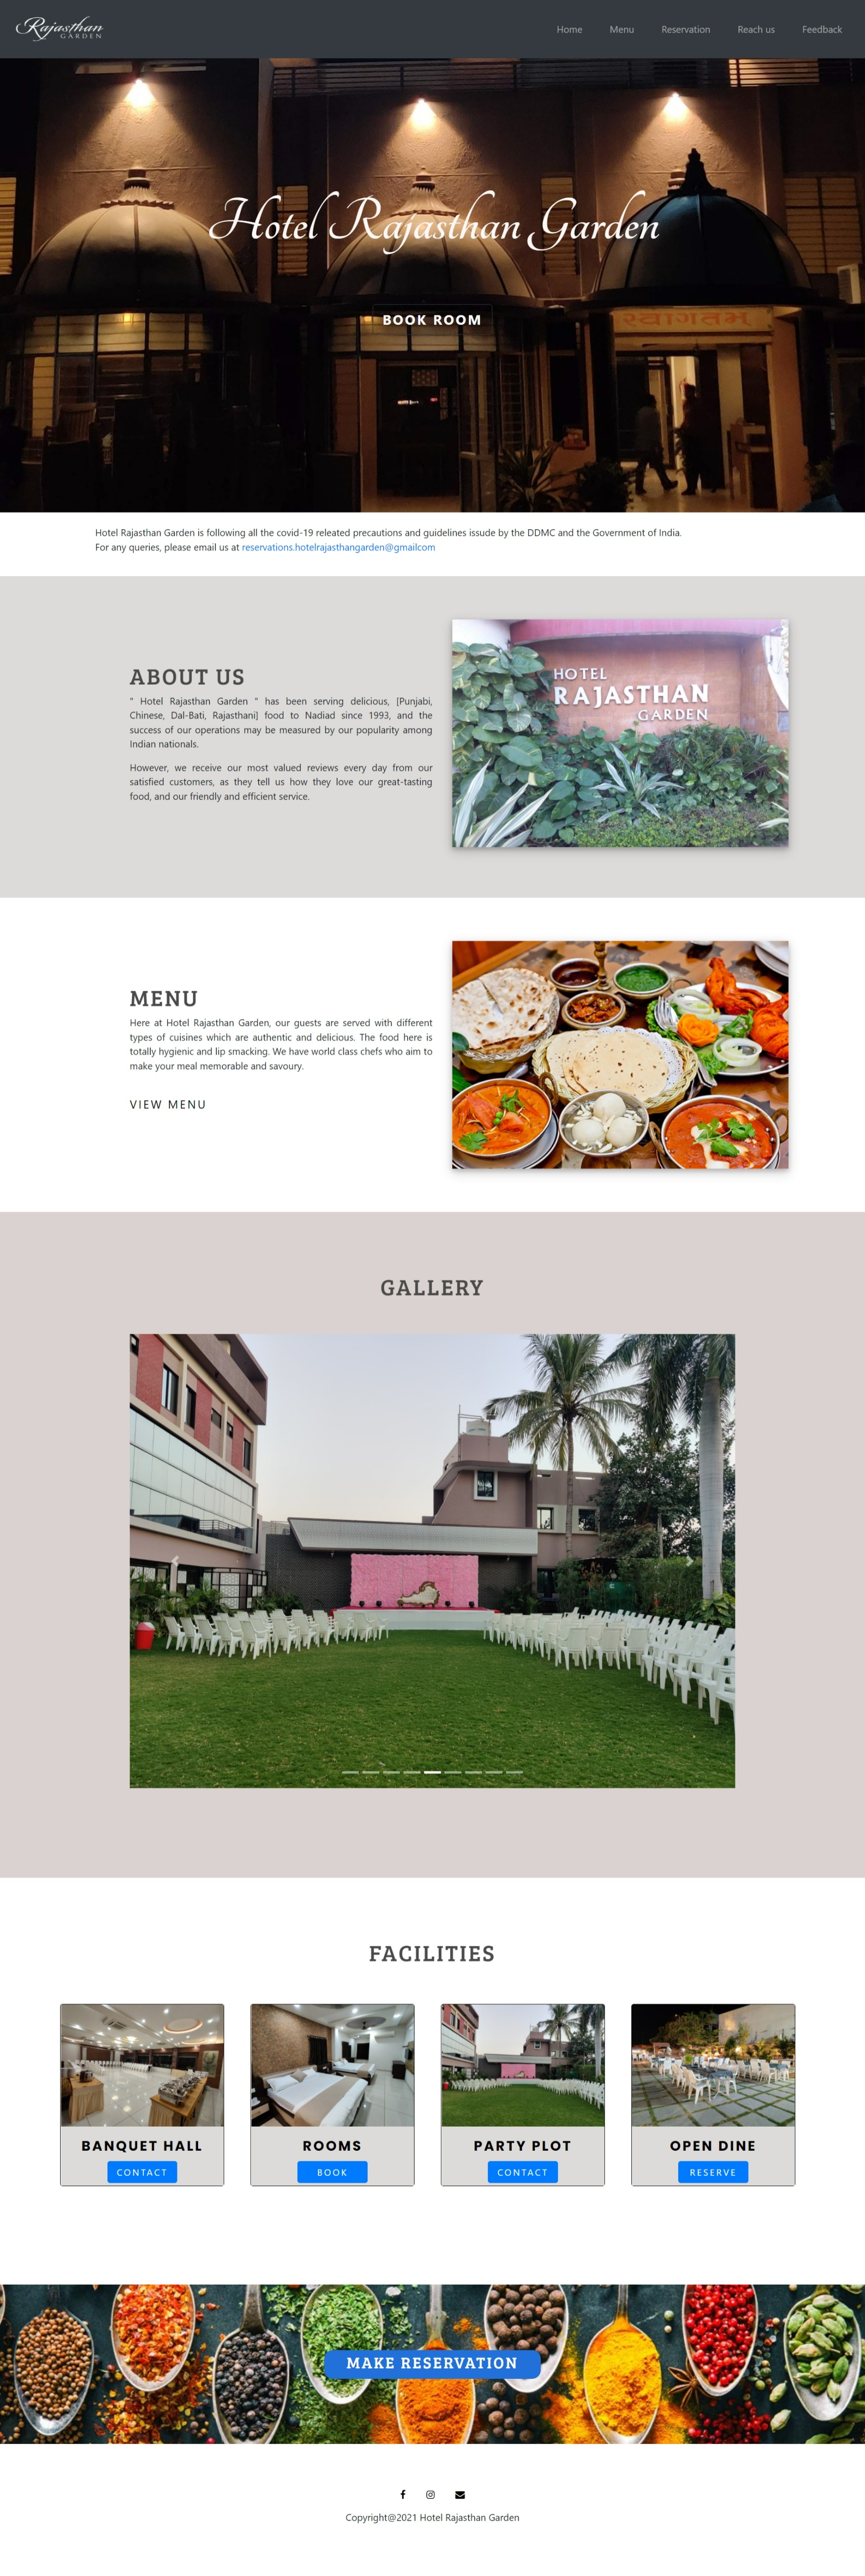 Rajasthan
GARDEN
Home
Menu
Reservation
Reach us
Feedback
Hotel Rajasthan Garden
BOOK ROOM
स्वागतम्
Hotel Rajasthan Garden is following all the covid-19 releated precautions and guidelines issude by the DDMC and the Government of India.
For any queries, please email us at reservations.hotelrajasthangarden@gmailcom
ABOUT US
" Hotel Rajasthan Garden " has been serving delicious, [Punjabi,
Chinese, Dal-Bati, Rajasthani] food to Nadiad since 1993, and the
success of our operations may be measured by our popularity among
Indian nationals.
However, we receive our most valued reviews every day from our
satisfied customers, as they tell us how they love our great-tasting
food, and our friendly and efficient service.
HOTEL
RAJASTHAN
GARDEN
MENU
Here at Hotel Rajasthan Garden, our guests are served with different
types of cuisines which are authentic and delicious. The food here is
totally hygienic and lip smacking. We have world class chefs who aim to
make your meal memorable and savoury.
VIEW MENU
GALLERY
FACILITIES
BANQUET HALL
CONTACT
ROOMS
BOOK
PARTY PLOT
CONTACT
OPEN DINE
RESERVE
MAKE RESERVATION
Copyright@2021 Hotel Rajasthan Garden